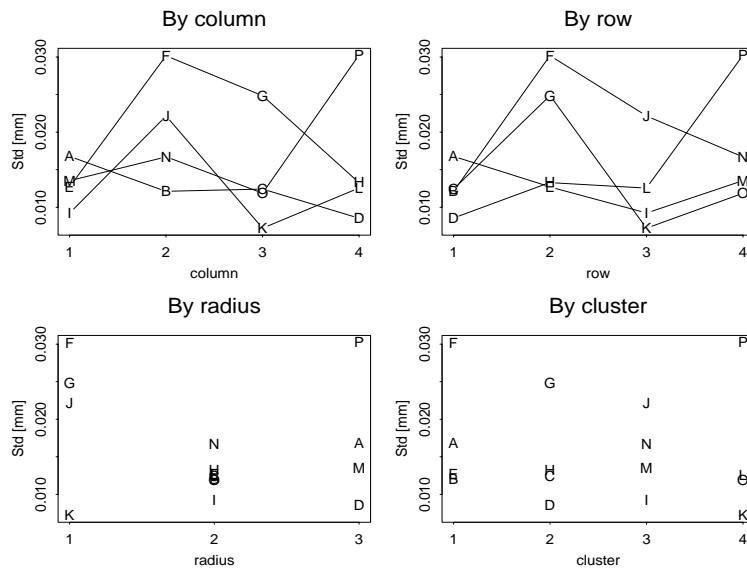 By column
Std [mm]
0.010 0.020 0.030
A B C D
E F G H
I J K L
M N O P
1 2 3 4
column
By row
Std [mm]
0.010 0.020 0.030
A E I M
B F J N
C G K O
D H L P
1 2 3 4
row
By radius
Std [mm]
0.010 0.020 0.030
F
G
J
K
N
H
I
P
A
M
D
1 2 3
radius
By cluster
Std [mm]
0.010 0.020 0.030
F
A
E
B
G
H
C
D
J
N
M
I
P
L
O
K
1 2 3 4
cluster